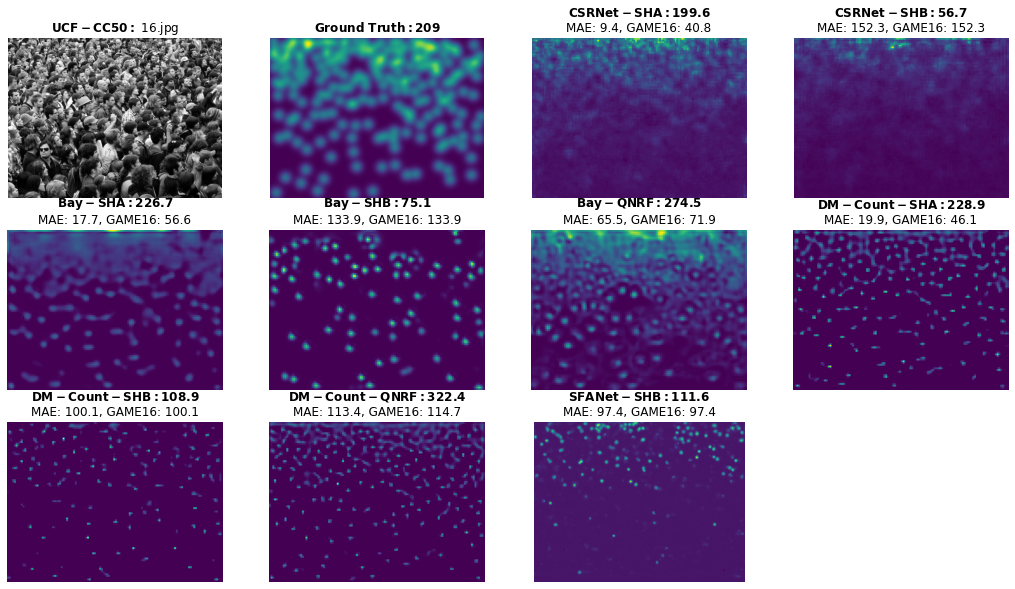 UCF − CC50 : 16.jpg
Ground Truth : 209
CSRNet − SHA : 199.6
MAE: 9.4, GAME16: 40.8
CSRNet − SHB : 56.7
MAE: 152.3, GAME16: 152.3
Bay − SHA : 226.7
MAE: 17.7, GAME16: 56.6
Bay − SHB : 75.1
MAE: 133.9, GAME16: 133.9
Bay − QNRF : 274.5
MAE: 65.5, GAME16: 71.9
DM − Count − SHA : 228.9
MAE: 19.9, GAME16: 46.1
DM − Count − SHB : 108.9
MAE: 100.1, GAME16: 100.1
DM − Count − QNRF : 322.4
MAE: 113.4, GAME16: 114.7
SFANet − SHB : 111.6
MAE: 97.4, GAME16: 97.4